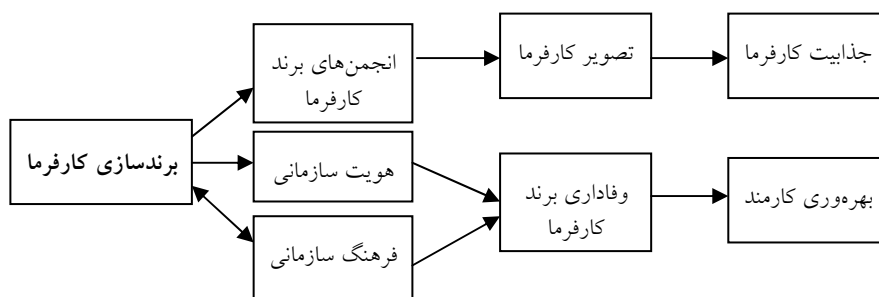 انجمن‌های برند
کارفرما
تصویر کارفرما
جذابیت کارفرما
برندسازی کارفرما
هویت سازمانی
وفاداری برند
کارفرما
بهره‌وری کارمند
فرهنگ سازمانی